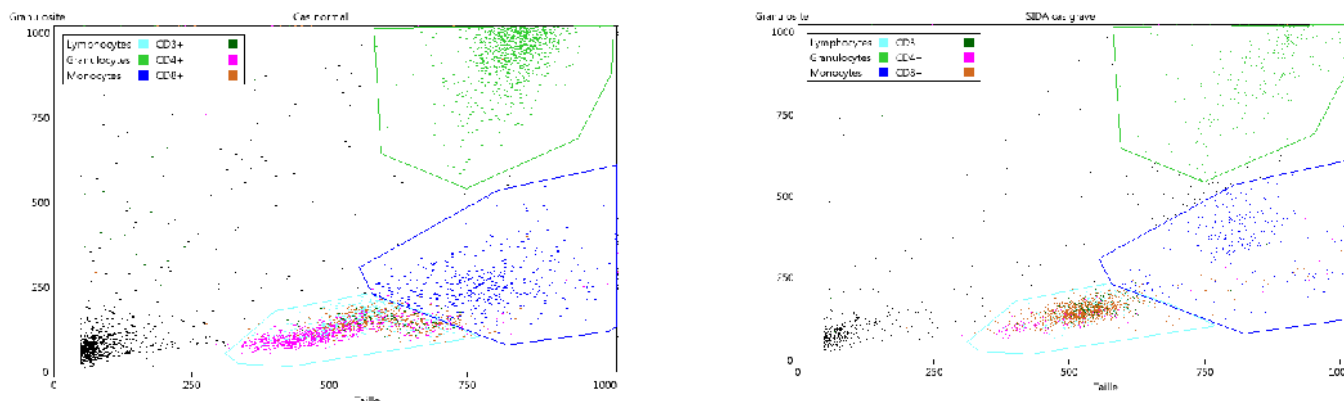 Granulosite
Cas normal
1000
Lymphocytes CD3+
Granulocytes CD4+
Monocytes CD8+
750
500
250
0
0 250 500 750 1000
Taille
Granulosite
SIDA cas grave
1000
Lymphocytes CD3
Granulocytes CD4+
Monocytes CD8+
750
500
250
0
0 250 500 750 1000
Taille